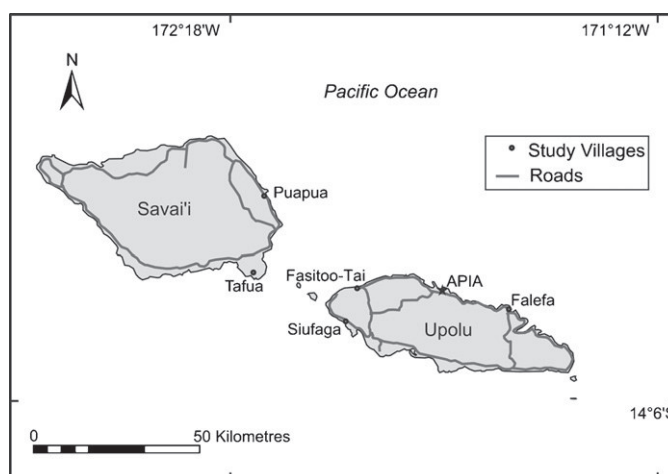 172°18'W
171°12'W
N
Pacific Ocean
Study Villages
Roads
Puapua
Savai'i
Tafua
Fasitoo-Tai
APIA
Falefa
Siufaga
Upolu
14°6'S
0
50 Kilometres